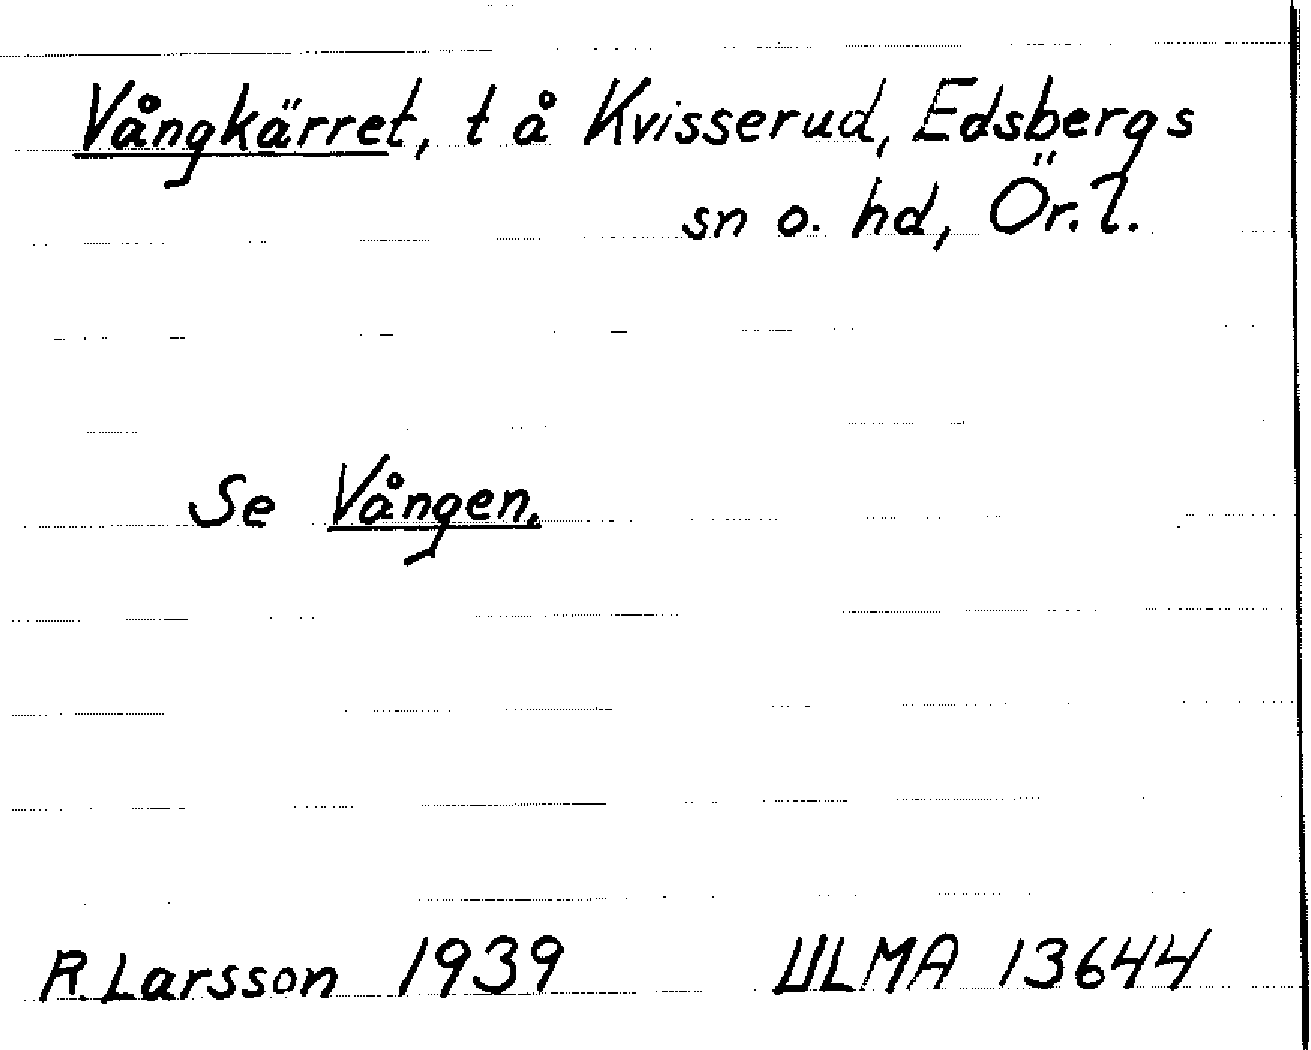 Vångkärret, t å Kvisserud, Edsbergs
sn o. hd, Ör. l.
Se Vången.
R. Larsson 1939 ULMA 13644